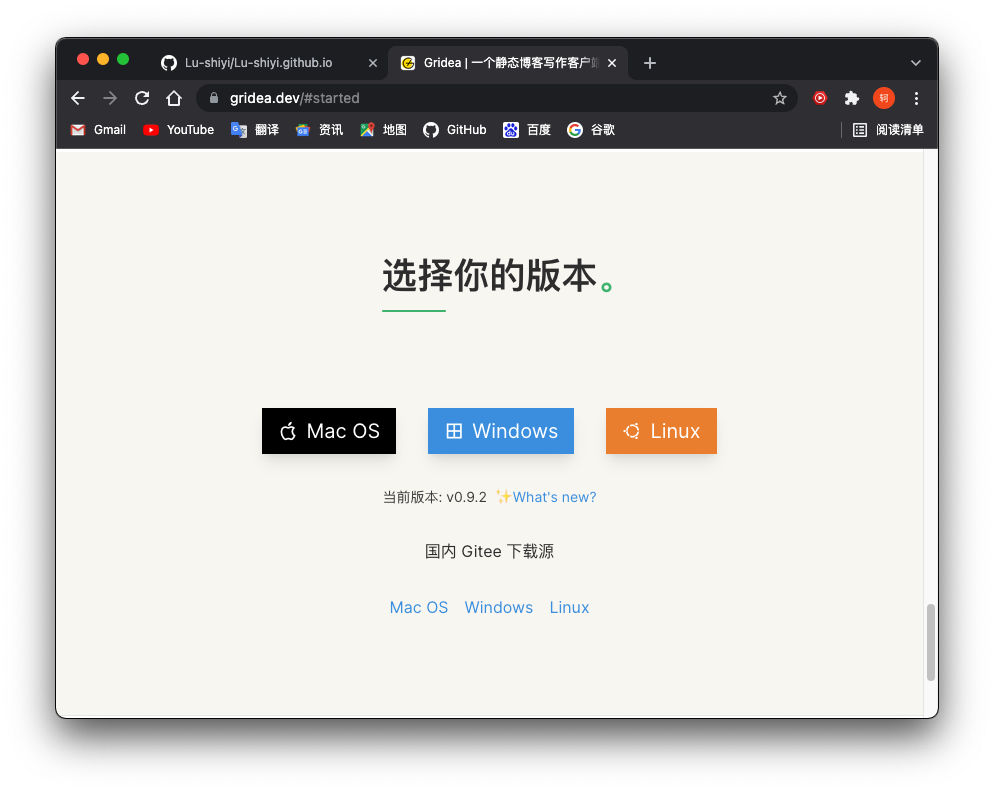 Lu-shiyi/Lu-shiyi.github.io
Gridea | 一个静态博客写作客户端
gridea.dev/#started
轲
Gmail YouTube 翻译 资讯 地图 GitHub 百度 谷歌 阅读清单
选择你的版本。
Mac OS Windows Linux
当前版本: v0.9.2 ✨What's new?
国内 Gitee 下载源
Mac OS Windows Linux